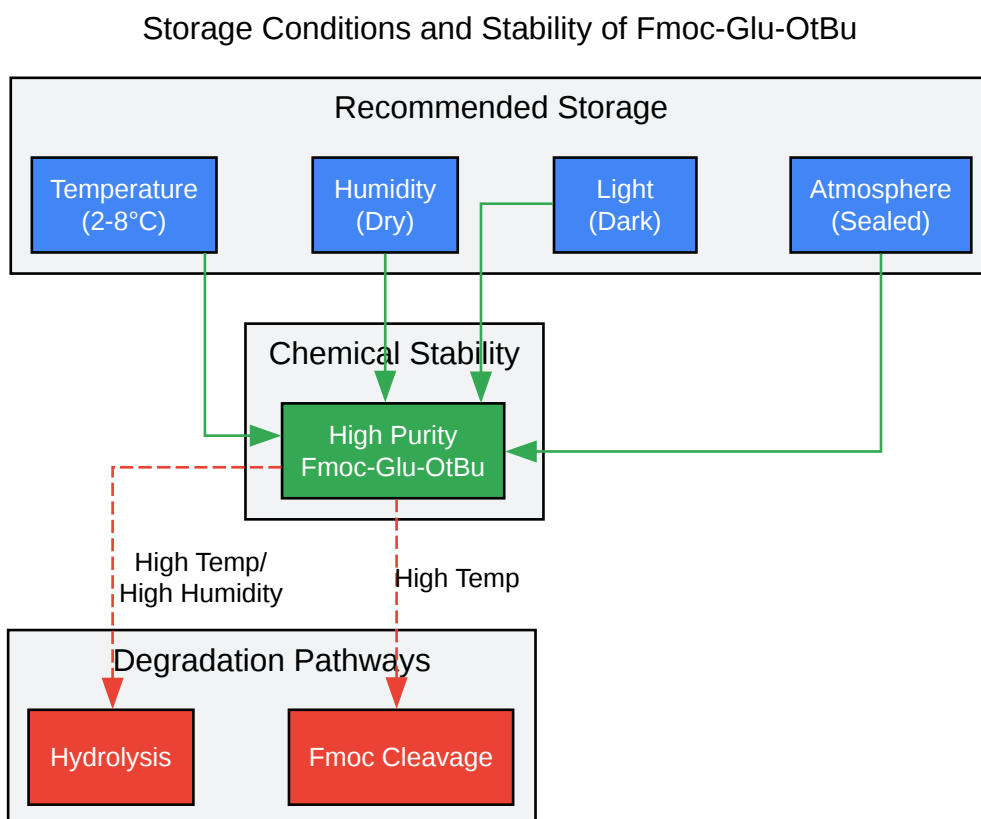 Storage Conditions and Stability of Fmoc-Glu-OtBu
Recommended Storage
Temperature
(2-8°C)
Humidity
(Dry)
Light
(Dark)
Atmosphere
(Sealed)
Chemical Stability
High Purity
Fmoc-Glu-OtBu
High Temp/
High Humidity
High Temp
Degradation Pathways
Hydrolysis
Fmoc Cleavage